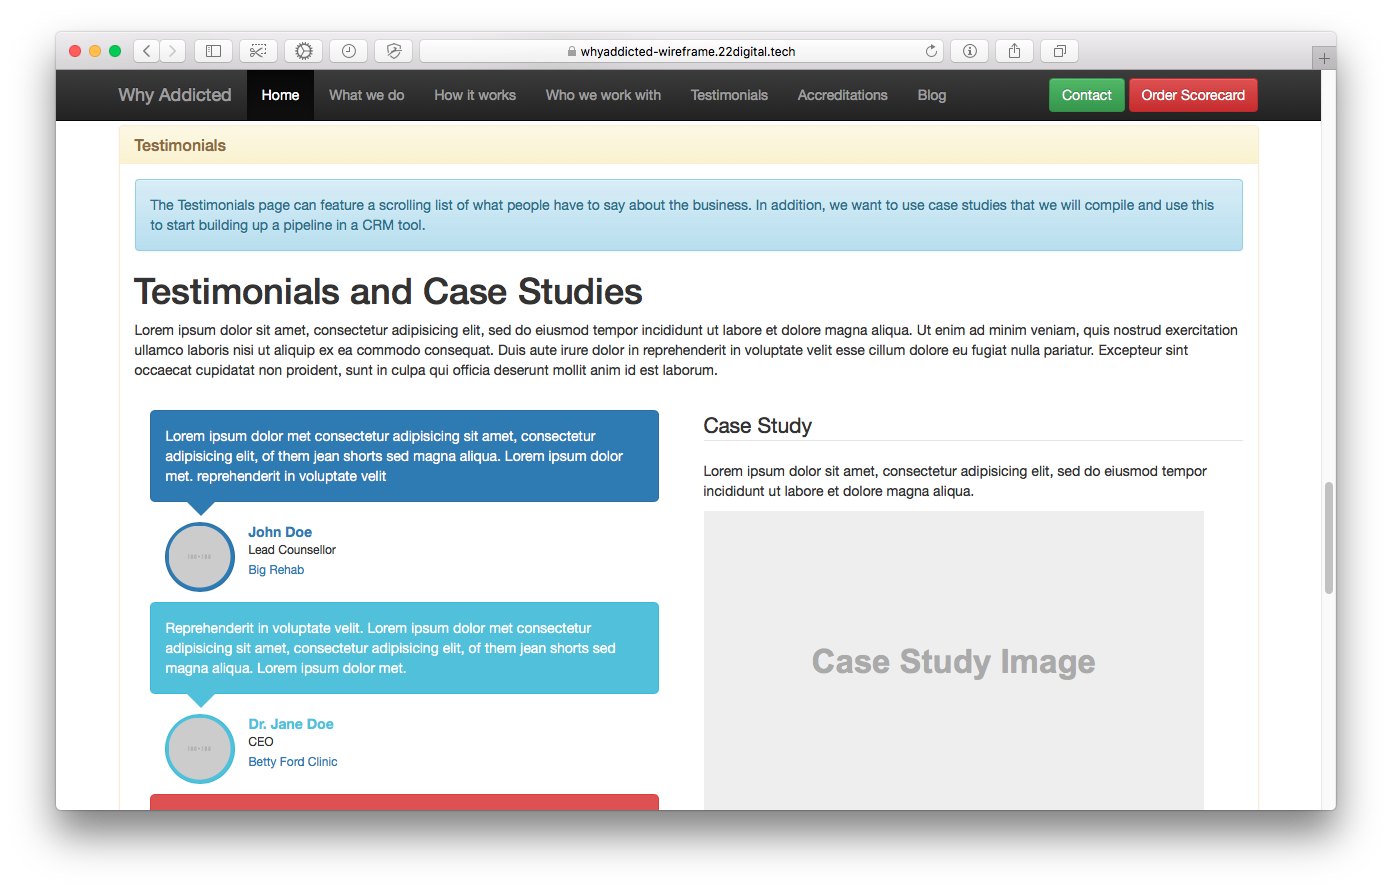 whyaddicted-wireframe.22digital.tech
Why Addicted Home What we do How it works Who we work with Testimonials Accreditations Blog Contact Order Scorecard
Testimonials
The Testimonials page can feature a scrolling list of what people have to say about the business. In addition, we want to use case studies that we will compile and use this
to start building up a pipeline in a CRM tool.
Testimonials and Case Studies
Lorem ipsum dolor sit amet, consectetur adipisicing elit, sed do eiusmod tempor incididunt ut labore et dolore magna aliqua. Ut enim ad minim veniam, quis nostrud exercitation
ullamco laboris nisi ut aliquip ex ea commodo consequat. Duis aute irure dolor in reprehenderit in voluptate velit esse cillum dolore eu fugiat nulla pariatur. Excepteur sint
occaecat cupidatat non proident, sunt in culpa qui officia deserunt mollit anim id est laborum.
Lorem ipsum dolor met consectetur adipisicing sit amet, consectetur
adipisicing elit, of them jean shorts sed magna aliqua. Lorem ipsum dolor
met. reprehenderit in voluptate velit
100×100
John Doe
Lead Counsellor
Big Rehab
Reprehenderit in voluptate velit. Lorem ipsum dolor met consectetur
adipisicing sit amet, consectetur adipisicing elit, of them jean shorts sed
magna aliqua. Lorem ipsum dolor met.
100×100
Dr. Jane Doe
CEO
Betty Ford Clinic
Case Study
Lorem ipsum dolor sit amet, consectetur adipisicing elit, sed do eiusmod tempor
incididunt ut labore et dolore magna aliqua.
Case Study Image